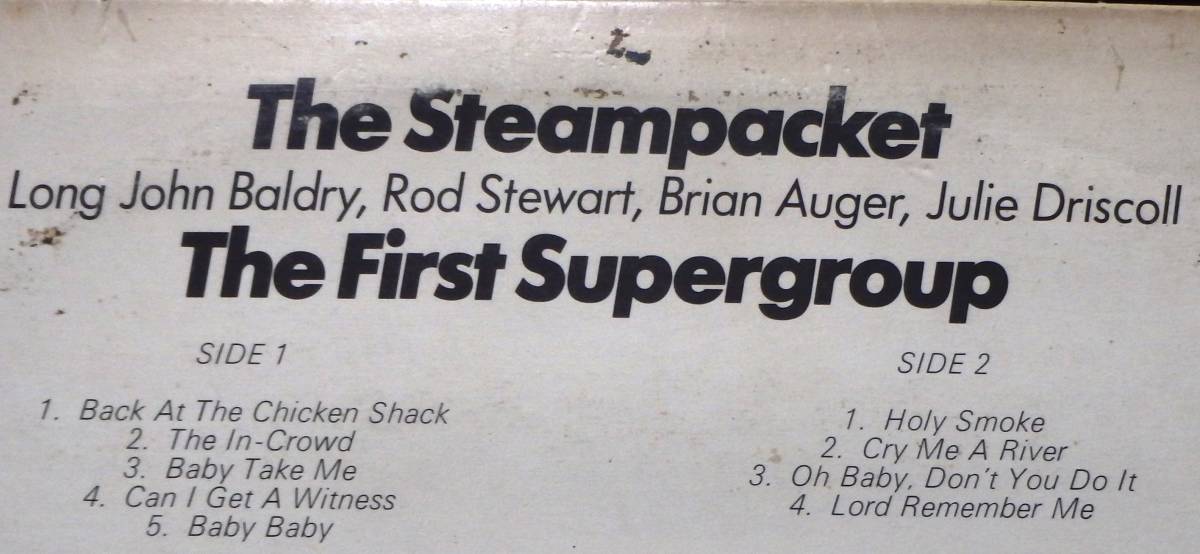 The Steampacket
Long John Baldry, Rod Stewart, Brian Auger, Julie Driscoll
The First Supergroup
SIDE 1
1. Back At The Chicken Shack
2. The In-Crowd
3. Baby Take Me
4. Can I Get A Witness
5. Baby Baby
SIDE 2
1. Holy Smoke
2. Cry Me A River
3. Oh Baby, Don't You Do It
4. Lord Remember Me